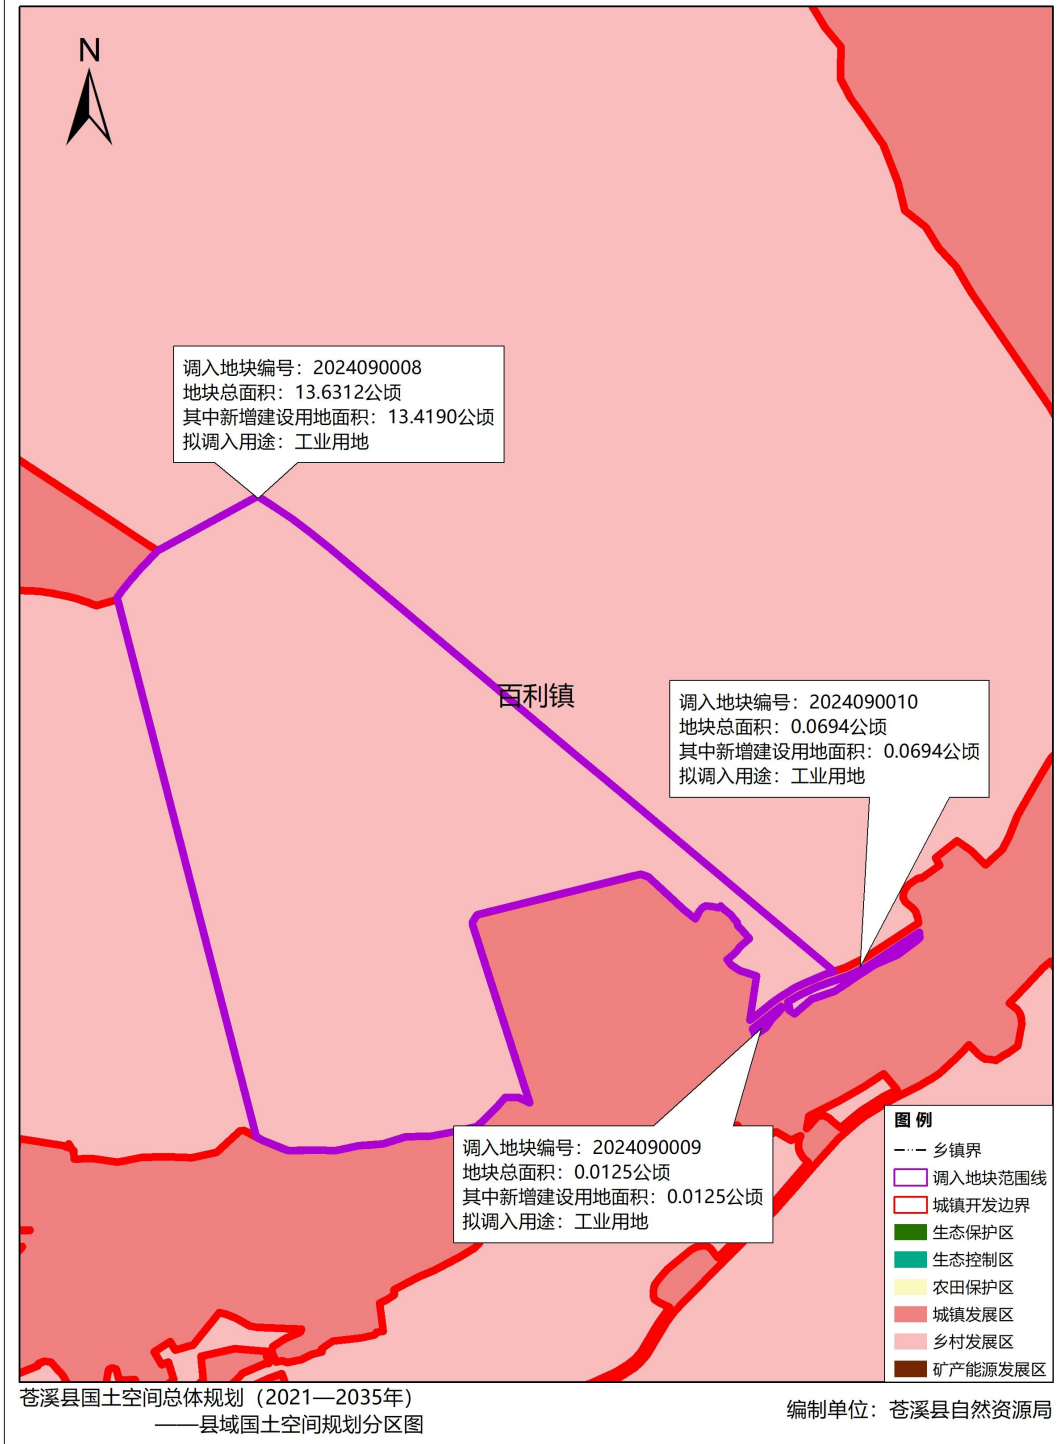 N
调入地块编号：2024090008
地块总面积：13.6312公顷
其中新增建设用地面积：13.4190公顷
拟调入用途：工业用地
百利镇
调入地块编号：2024090010
地块总面积：0.0694公顷
其中新增建设用地面积：0.0694公顷
拟调入用途：工业用地
调入地块编号：2024090009
地块总面积：0.0125公顷
其中新增建设用地面积：0.0125公顷
拟调入用途：工业用地
图例
乡镇界
调入地块范围线
城镇开发边界
生态保护区
生态控制区
农田保护区
城镇发展区
乡村发展区
矿产能源发展区
苍溪县国土空间总体规划（2021—2035年）
——县域国土空间规划分区图
编制单位：苍溪县自然资源局